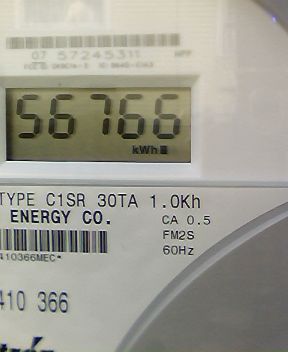 07 57245311
56766
kWh
TYPE C1SR 30TA 1.0Kh
ENERGY CO.
CA 0.5
FM2S
60Hz
410366MEC*
410 366